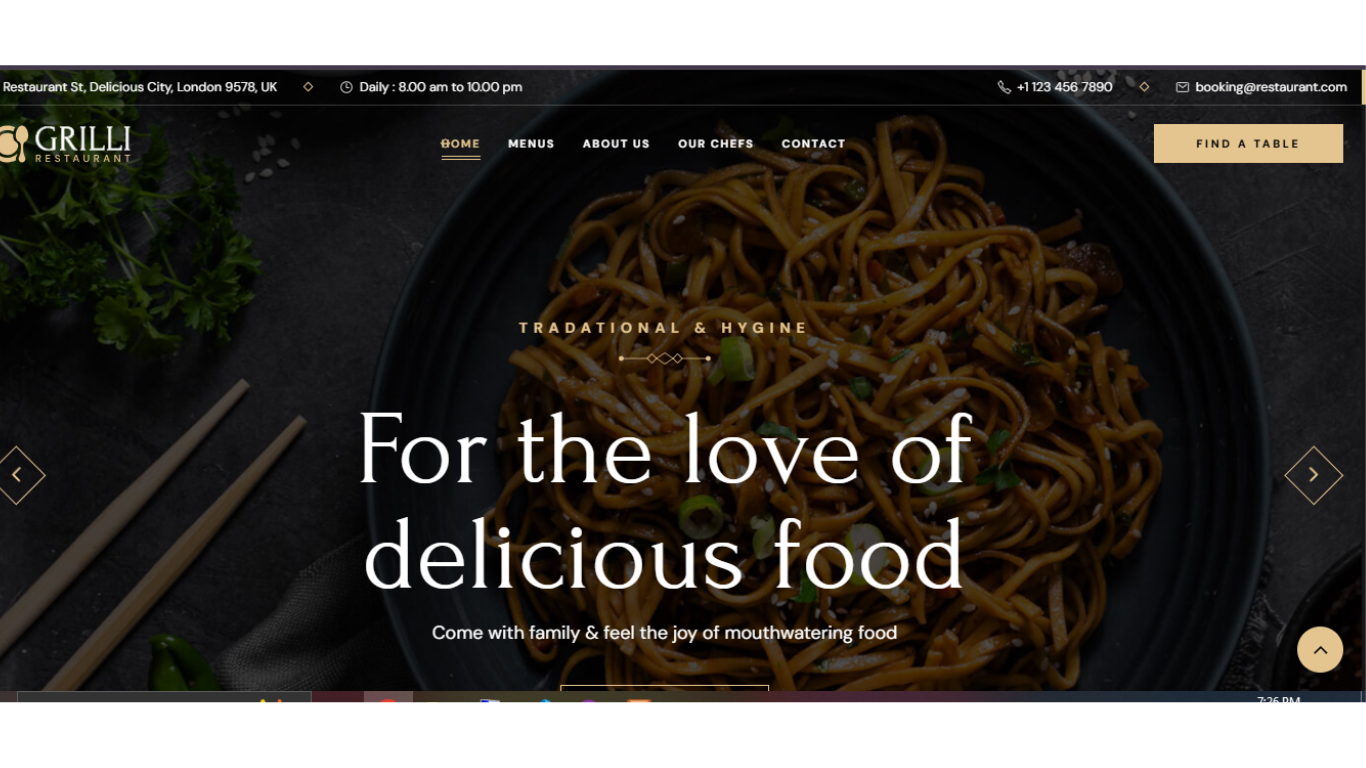 Restaurant St, Delicious City, London 9578, UK
Daily : 8.00 am to 10.00 pm
+1 123 456 7890
booking@restaurant.com
GRILLI
RESTAURANT
HOME
MENUS
ABOUT US
OUR CHEFS
CONTACT
FIND A TABLE
TRADATIONAL & HYGINE
For the love of
delicious food
Come with family & feel the joy of mouthwatering food
7:26 PM